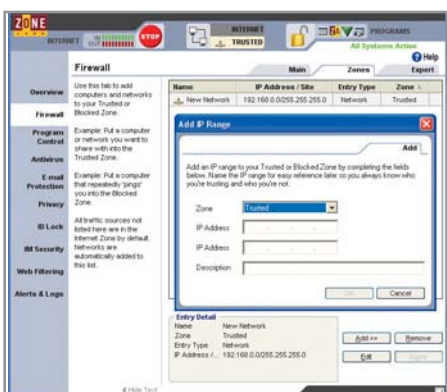 ZONE
INTERNET
IN
OUT
STOP
INTERNET
TRUSTED
PROGRAMS
All Systems Active
Help
Firewall
Main
Zones
Expert
Overview
Firewall
Program Control
Antivirus
E-mail Protection
Privacy
ID Lock
IM Security
Web Filtering
Alerts & Logs
Use this tab to add
computers and networks
to your Trusted or
Blocked Zone.
Example: Put a computer
or network you want to
share with into the
Trusted Zone.
Example: Put a computer
that repeatedly 'pings'
you into the Blocked
Zone.
All traffic sources not
listed here are in the
Internet Zone by default.
Networks are
automatically added to
this list.
Name IP Address / Site Entry Type Zone
New Network 192.168.0.0/255.255.255.0 Network Trusted
Add IP Range
Add
Add an IP range to your Trusted or Blocked Zone by completing the fields
below. Name the IP range for easy reference later so you always know who
you're trusting and who you're not.
Zone Trusted
IP Address
IP Address
Description
OK Cancel
Entry Detail
Name New Network
Zone Trusted
Entry Type Network
IP Address /... 192.168.0.0/255.255.255.0
Add >> Remove
Edit Apply
Hide Text